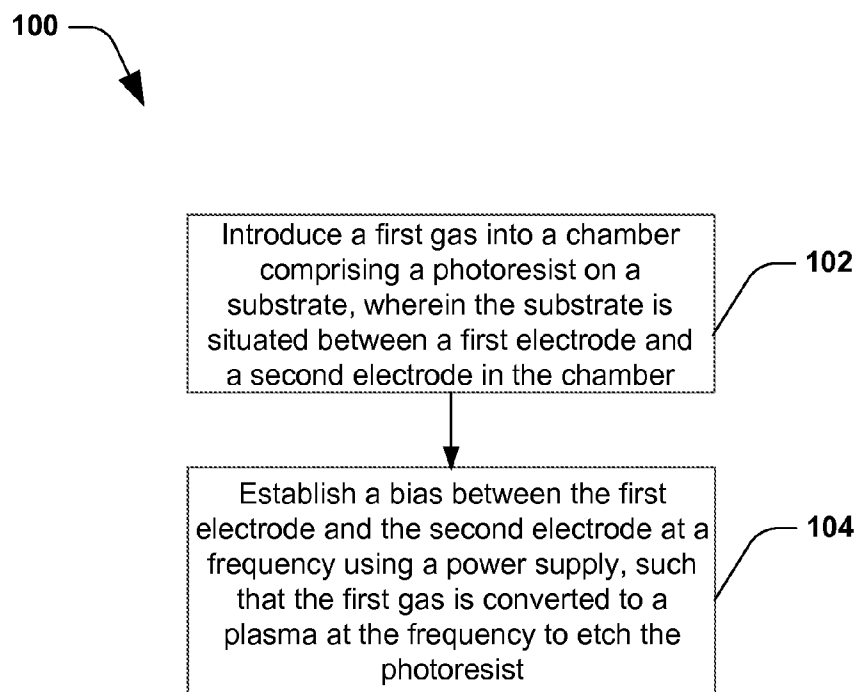 100
Introduce a first gas into a chamber
comprising a photoresist on a
substrate, wherein the substrate is
situated between a first electrode and
a second electrode in the chamber
102
Establish a bias between the first
electrode and the second electrode at a
frequency using a power supply, such
that the first gas is converted to a
plasma at the frequency to etch the
photoresist
104